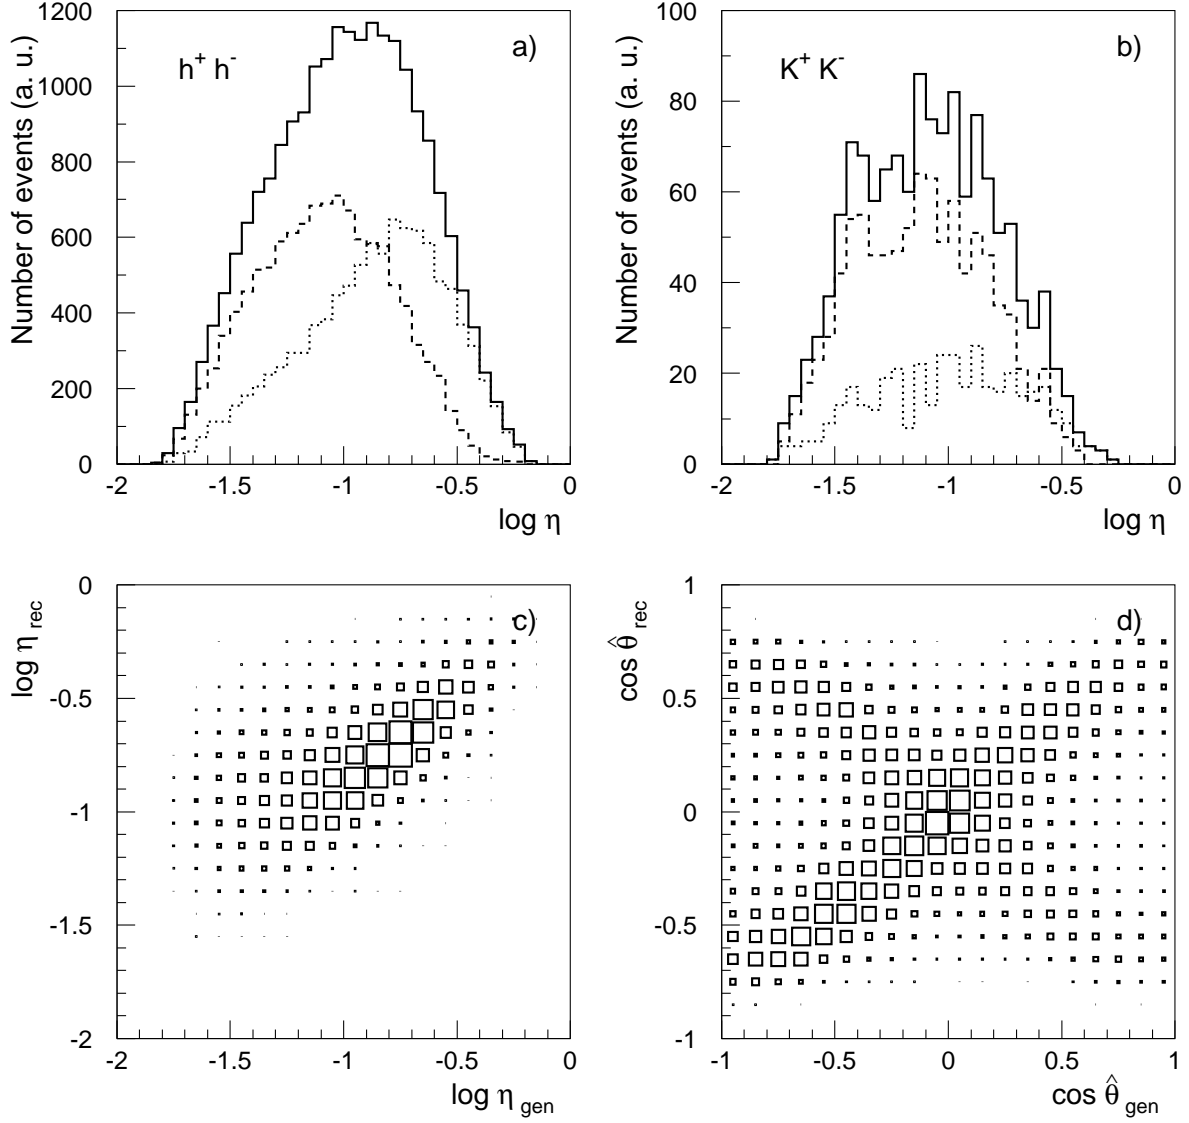 Number of events (a. u.)
1200
1000
800
600
400
200
0
h+ h-
a)
-2 -1.5 -1 -0.5 0
log η
Number of events (a. u.)
100
80
60
40
20
0
K+ K-
b)
-2 -1.5 -1 -0.5 0
log η
log η rec
0
-0.5
-1
-1.5
-2
c)
-2 -1.5 -1 -0.5 0
log η gen
cos θ̂ rec
1
0.5
0
-0.5
-1
d)
-1 -0.5 0 0.5 1
cos θ̂ gen